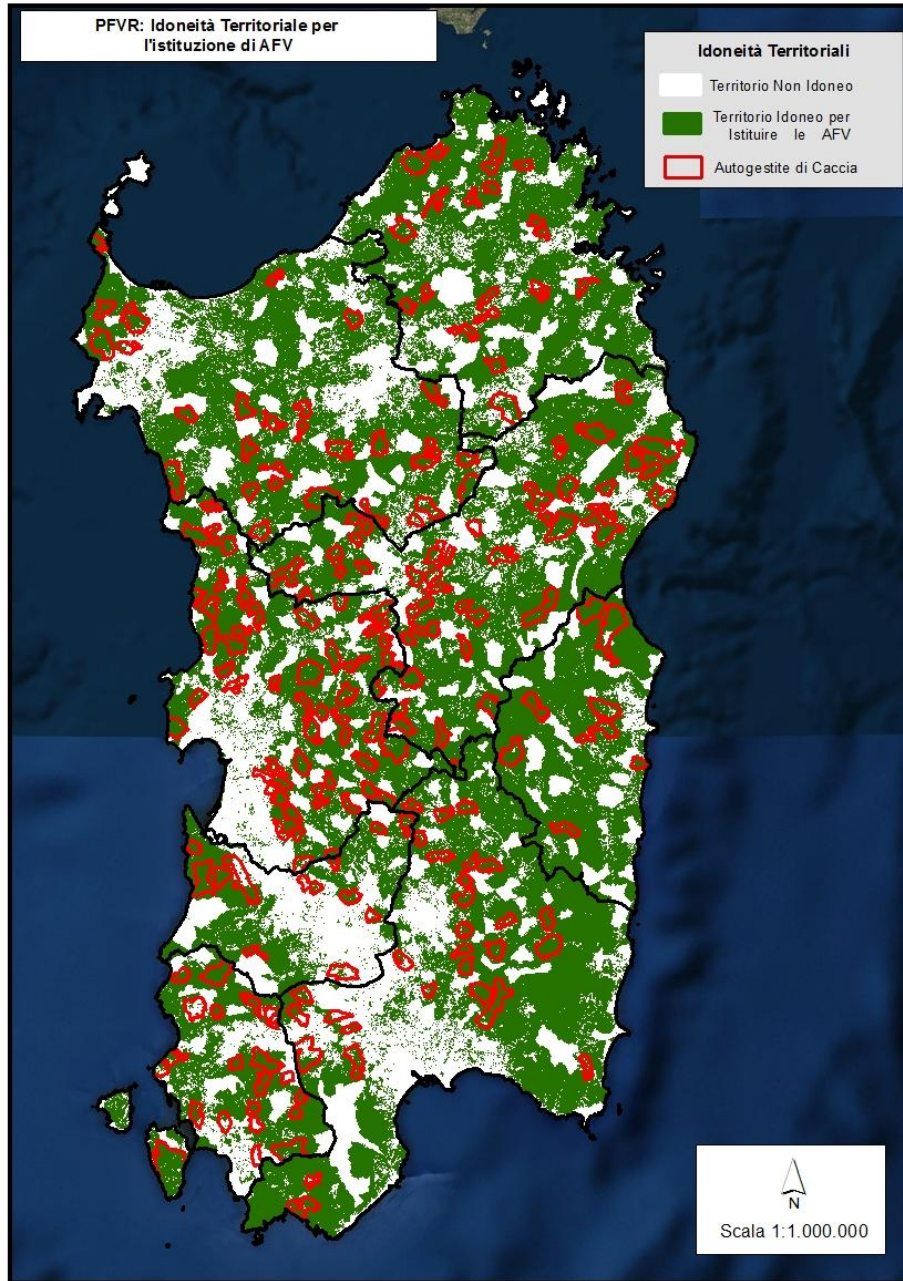 PFVR: Idoneità Territoriale per
l'istituzione di AFV
Idoneità Territoriali
Territorio Non Idoneo
Territorio Idoneo per
Istituire le AFV
Autogestite di Caccia
N
Scala 1:1.000.000